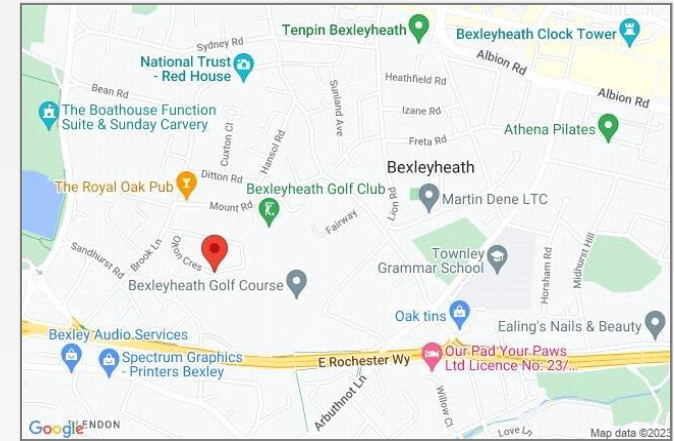 Tenpin Bexleyheath
Bexleyheath Clock Tower
Sydney Rd
Albion Rd
National Trust
- Red House
Heathfield Rd
Bean Rd
Albion Rd
Sunland Ave
The Boathouse Function
Suite & Sunday Carvery
Izane Rd
Cuxton Cl
Hansol Rd
Athena Pilates
Freta Rd
Bexleyheath
Ditton Rd
The Royal Oak Pub
Bexleyheath Golf Club
Lion Rd
Martin Dene LTC
Mount Rd
Fairway
Sandhurst Rd
Brook Ln
Okon Cres
Townley
Grammar School
Horsham Rd
Midhurst Hill
Bexleyheath Golf Course
Oak tins
Ealing's Nails & Beauty
Bexley Audio Services
E Rochester Wy
Spectrum Graphics
- Printers Bexley
Our Pad Your Paws
Ltd Licence No: 23/...
Arbuthnot Ln
Willow Cl
Love Ln
Google
ENDON
Map data ©2023